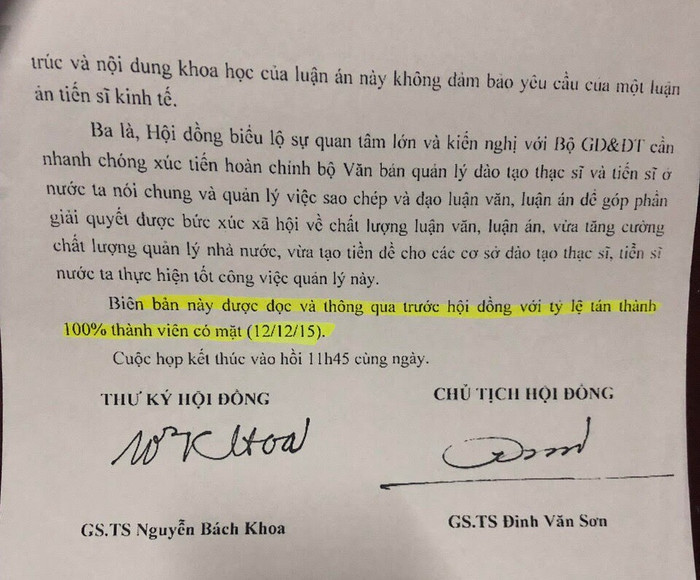 trúc và nội dung khoa học của luận án này không đảm bảo yêu cầu của một luận
án tiến sĩ kinh tế.
Ba là, Hội đồng biểu lộ sự quan tâm lớn và kiến nghị với Bộ GD&ĐT cần
nhanh chóng xúc tiến hoàn chỉnh bộ Văn bản quản lý đào tạo thạc sĩ và tiến sĩ ở
nước ta nói chung và quản lý việc sao chép và đạo luận văn, luận án để góp phần
giải quyết được bức xúc xã hội về chất lượng luận văn, luận án, vừa tăng cường
chất lượng quản lý nhà nước, vừa tạo tiền đề cho các cơ sở đào tạo thạc sĩ, tiến sĩ
nước ta thực hiện tốt công việc quản lý này.
Biên bản này được đọc và thông qua trước hội đồng với tỷ lệ tán thành
100% thành viên có mặt (12/12/15).
Cuộc họp kết thúc vào hồi 11h45 cùng ngày.
THƯ KÝ HỘI ĐỒNG
CHỦ TỊCH HỘI ĐỒNG
GS.TS Nguyễn Bách Khoa
GS.TS Đinh Văn Sơn